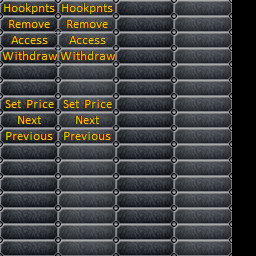 Hookpnts Hookpnts
Remove Remove
Access Access
Withdraw Withdraw
Set Price Set Price
Next Next
Previous Previous